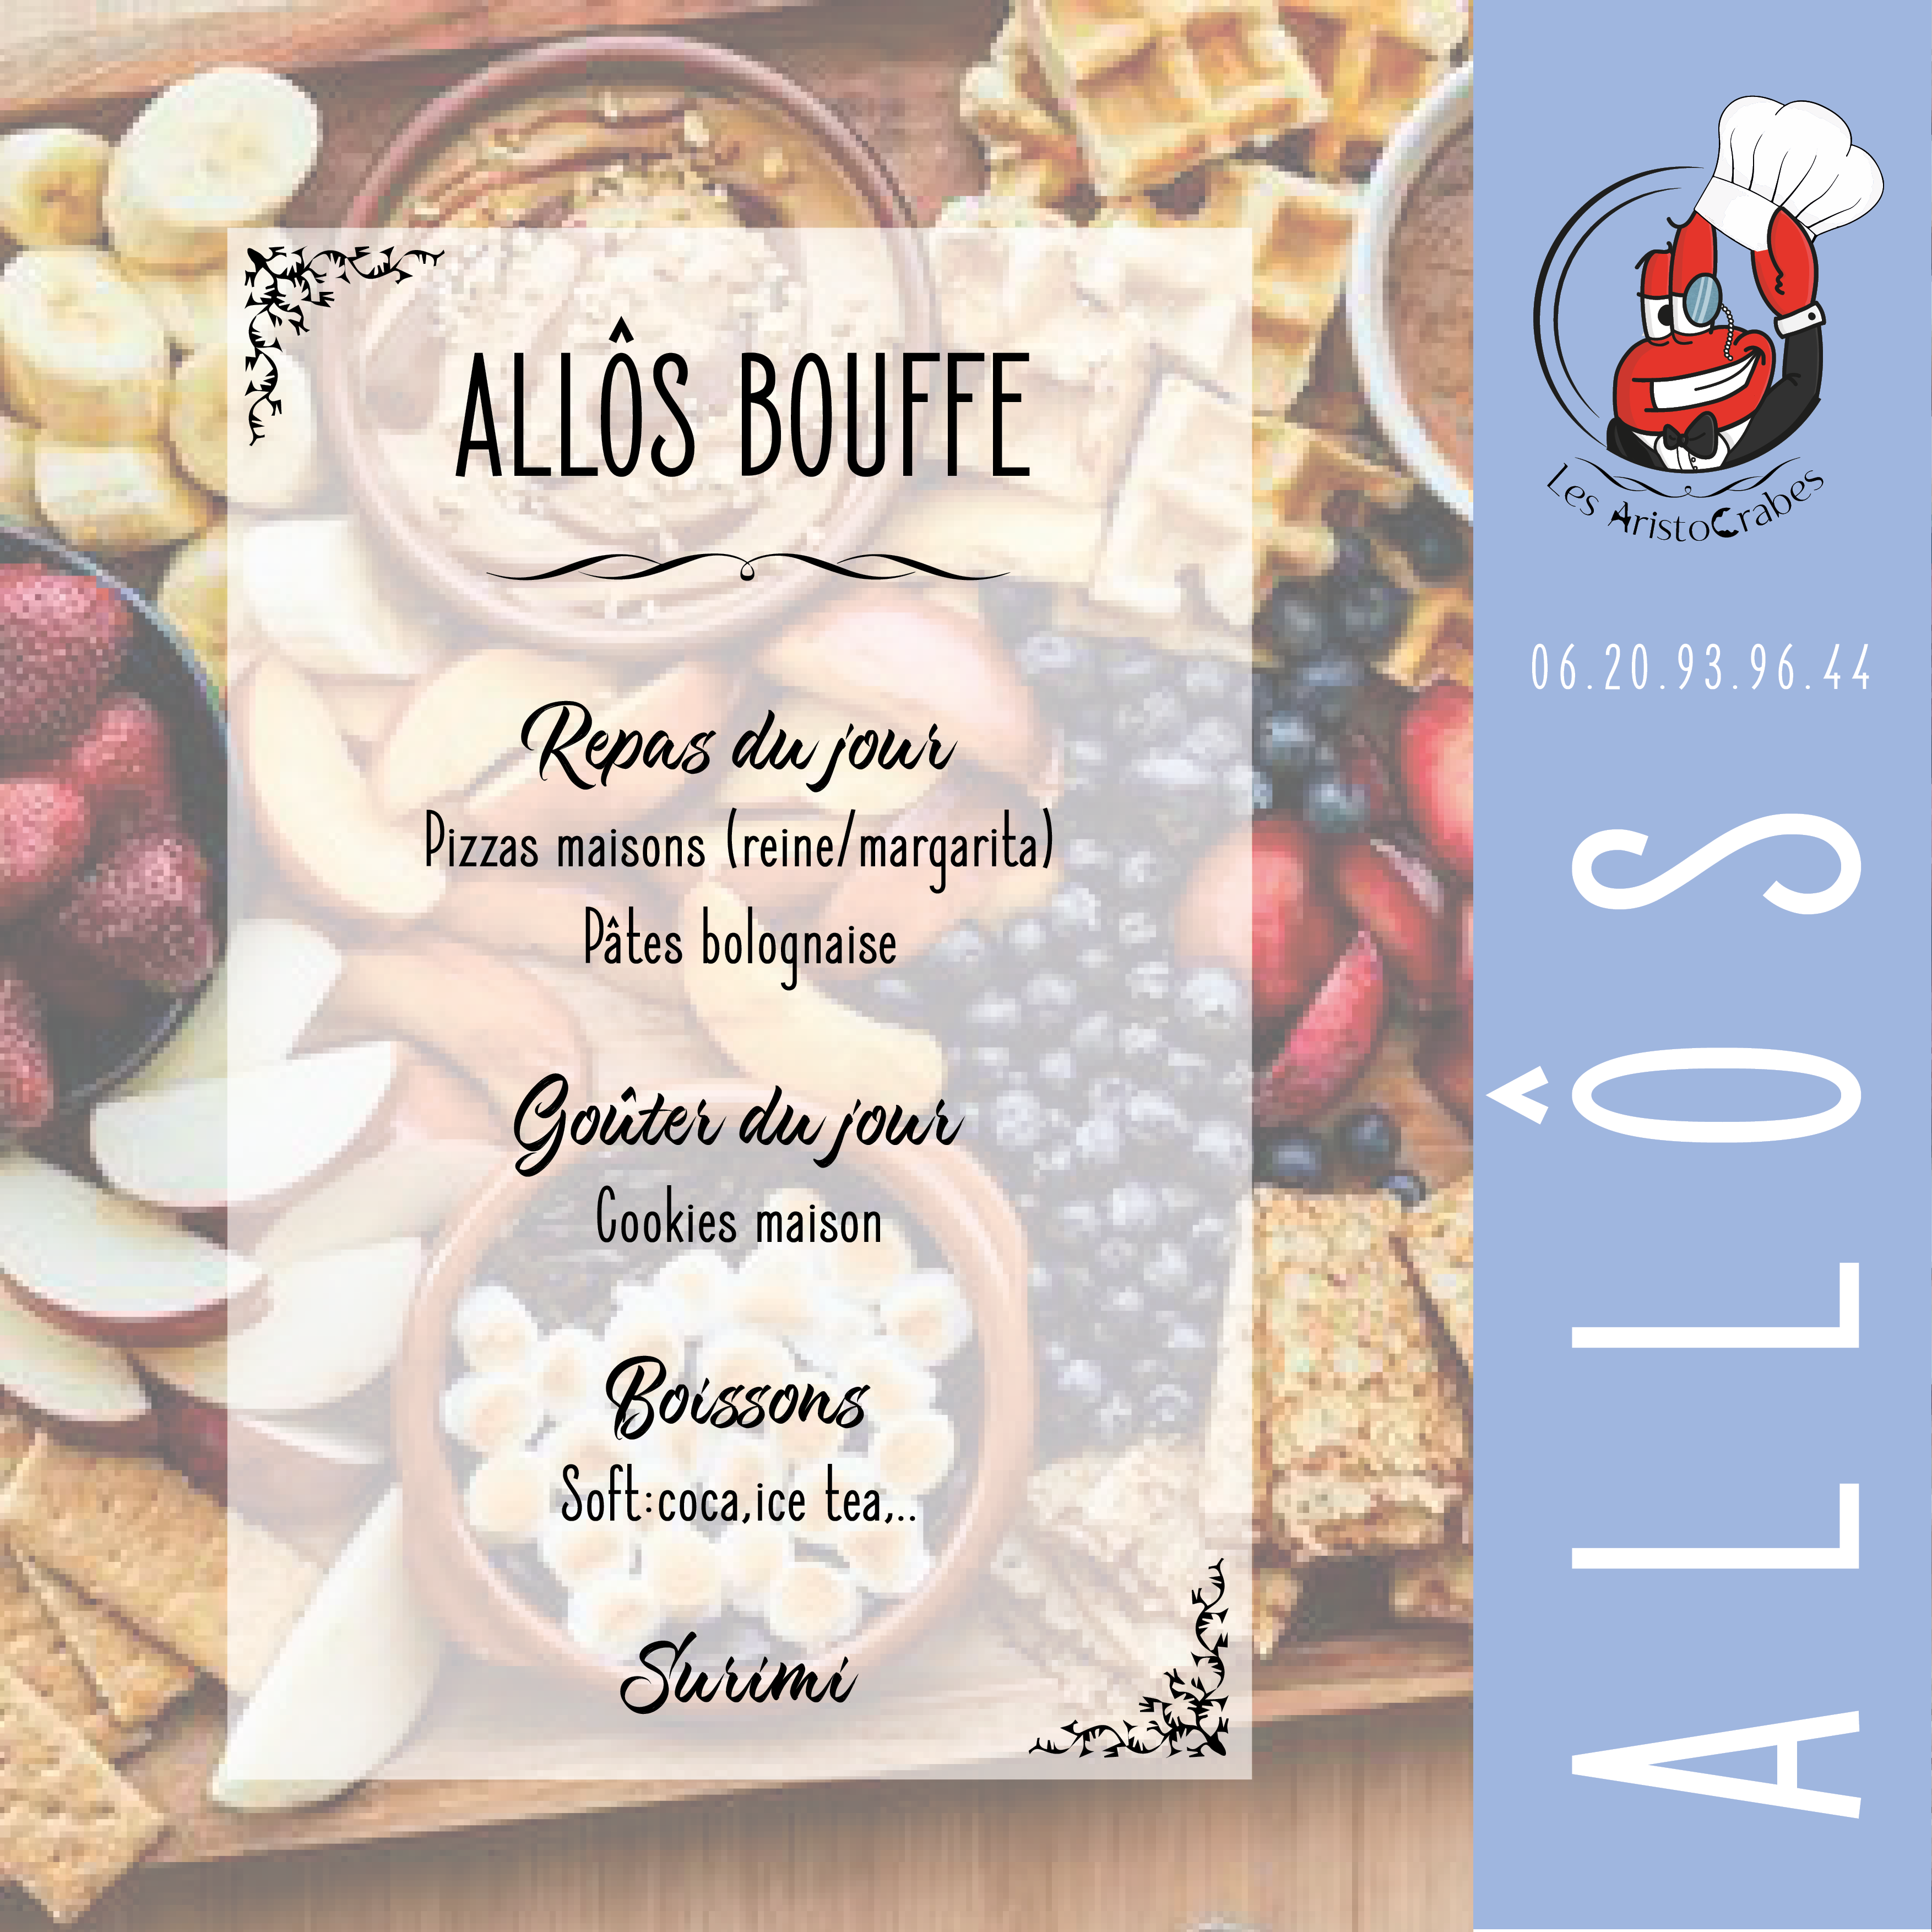 ALLÔS BOUFFE
Repas du jour
Pizzas maisons (reine/margarita)
Pâtes bolognaise
Goûter du jour
Cookies maison
Boissons
Soft:coca,ice tea,..
Surimi
Les AristoCrabes
06.20.93.96.44
ALLÔS